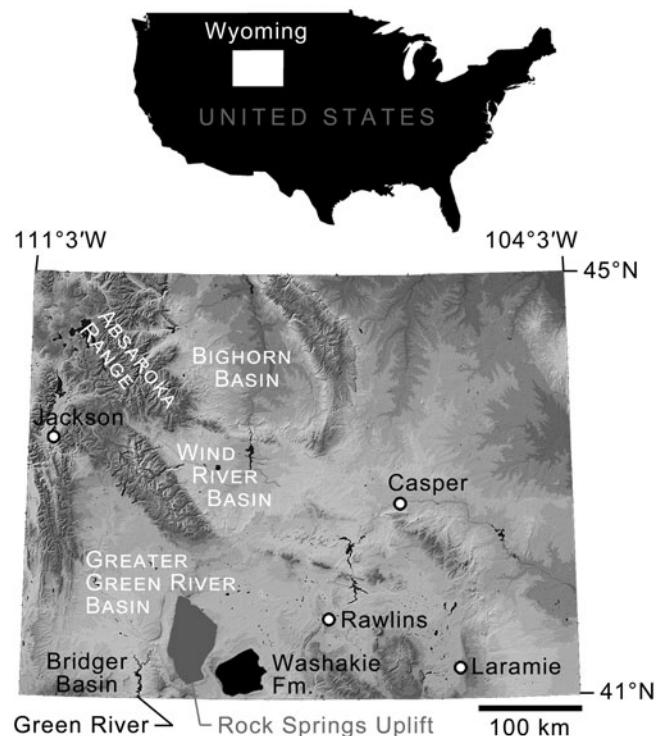 Wyoming
UNITED STATES
111°3′W
104°3′W
45°N
ABSAROKA
RANGE
BIGHORN
BASIN
Jackson
WIND
RIVER
BASIN
Casper
GREATER
GREEN RIVER
BASIN
Rawlins
Bridger
Basin
Washakie
Fm.
Laramie
41°N
Green River
Rock Springs Uplift
100 km